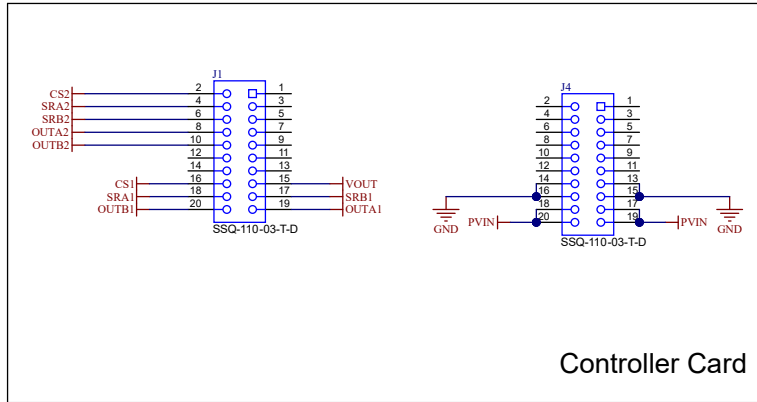 J1
CS2 2 1
SRA2 4 3
SRB2 6 5
OUTA2 8 7
OUTB2 10 9
12 11
14 13
CS1 16 15 VOUT
SRA1 18 17 SRB1
OUTB1 20 19 OUTA1
SSQ-110-03-T-D
J4
2 1
4 3
6 5
8 7
10 9
12 11
14 13
16 15
18 17
GND GND
PVIN 20 19 PVIN
SSQ-110-03-T-D
Controller Card